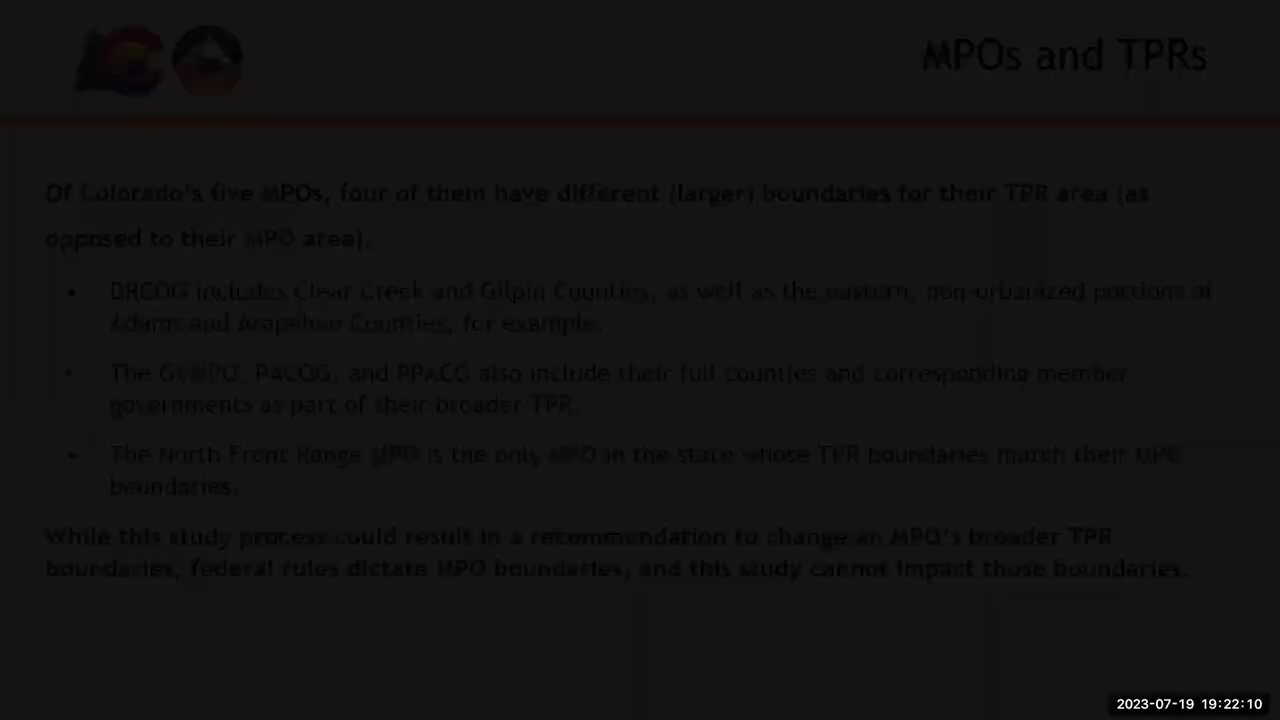 MPOs and TPRs
Of Colorado's five MPOs, four of them have different (larger) boundaries for their TPR area (as
opposed to their MPO area).
• DRCOG includes Clear Creek and Gilpin Counties, as well as the eastern, non-urbanized portions of
Adams and Arapahoe Counties, for example.
• The GVMPO, PACOG, and PPACG also include their full counties and corresponding member
governments as part of their broader TPR.
• The North Front Range MPO is the only MPO in the state whose TPR boundaries match their MPO
boundaries.
While this study process could result in a recommendation to change an MPO's broader TPR
boundaries, federal rules dictate MPO boundaries, and this study cannot impact those boundaries.
2023-07-19 19:22:10